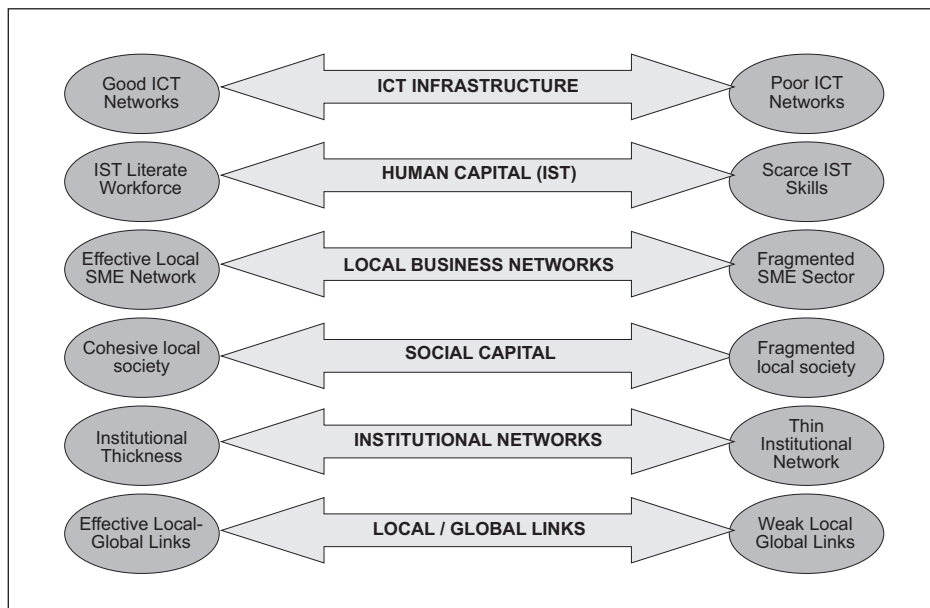 Good ICT
Networks
ICT INFRASTRUCTURE
Poor ICT
Networks
IST Literate
Workforce
HUMAN CAPITAL (IST)
Scarce IST
Skills
Effective Local
SME Network
LOCAL BUSINESS NETWORKS
Fragmented
SME Sector
Cohesive local
society
SOCIAL CAPITAL
Fragmented
local society
Institutional
Thickness
INSTITUTIONAL NETWORKS
Thin
Institutional
Network
Effective Local-
Global Links
LOCAL / GLOBAL LINKS
Weak Local
Global Links